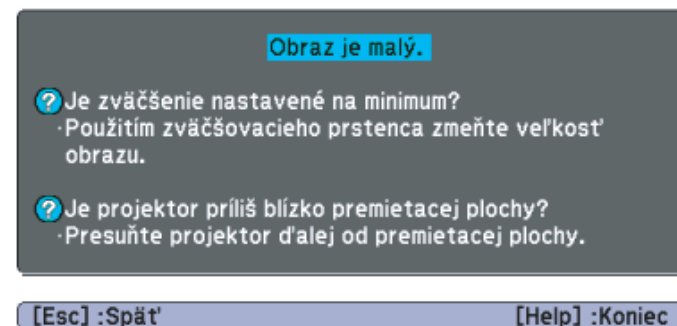 Obraz je malý.
?Je zväčšenie nastavené na minimum?
·Použitím zväčšovacieho prstenca zmeňte veľkosť
obrazu.
?Je projektor príliš blízko premietacej plochy?
·Presuňte projektor ďalej od premietacej plochy.
[Esc] :Späť [Help] :Koniec